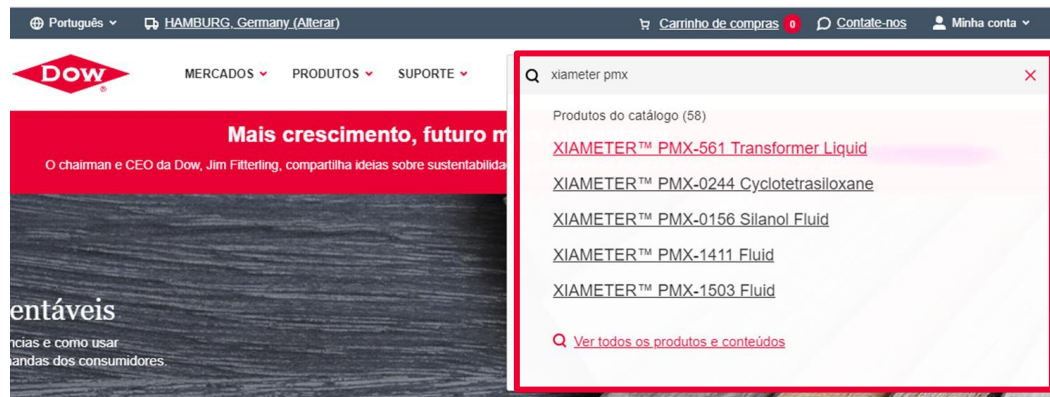 Português
HAMBURG, Germany (Alterar)
Carrinho de compras 0
Contate-nos
Minha conta
DOW
®
MERCADOS
PRODUTOS
SUPORTE
xiameter pmx
Mais crescimento, futuro
O chairman e CEO da Dow, Jim Fitterling, compartilha ideias sobre
Produtos do catálogo (58)
XIAMETER™ PMX-561 Transformer Liquid
XIAMETER™ PMX-0244 Cyclotetrasiloxane
XIAMETER™ PMX-0156 Silanol Fluid
XIAMETER™ PMX-1411 Fluid
XIAMETER™ PMX-1503 Fluid
Ver todos os produtos e conteúdos
entáveis
ncias e como usar
andas dos consumidores.